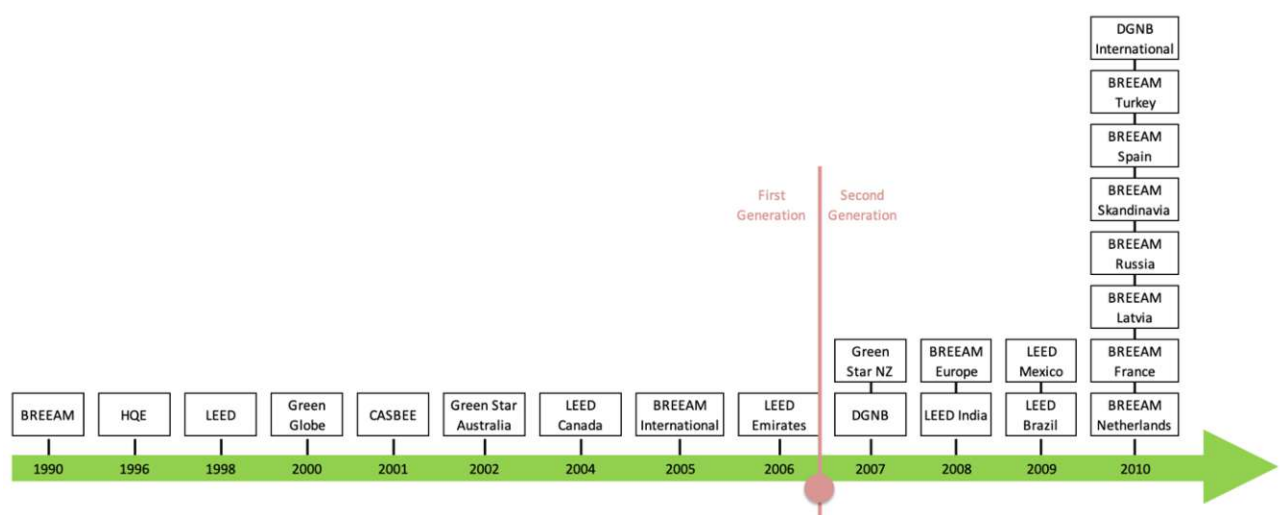 DGNB
International
BREEAM
Turkey
BREEAM
Spain
BREEAM
Skandinavia
BREEAM
Russia
BREEAM
Latvia
BREEAM
France
BREEAM
Netherlands
First
Generation
Second
Generation
Green
Star NZ
BREEAM
Europe
LEED
Mexico
BREEAM
HQE
LEED
Green
Globe
CASBEE
Green Star
Australia
LEED
Canada
BREEAM
International
LEED
Emirates
DGNB
LEED India
LEED
Brazil
1990
1996
1998
2000
2001
2002
2004
2005
2006
2007
2008
2009
2010